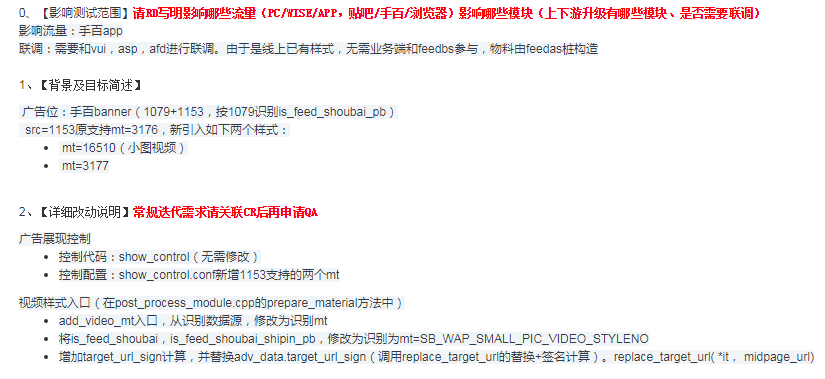 0、【影响测试范围】请RD写明影响哪些流量（PC/WISE/APP，贴吧/手百/浏览器）影响哪些模块（上下游升级有哪些模块、是否需要联调）
影响流量：手百app
联调：需要和vui，asp，afd进行联调。由于是线上已有样式，无需业务端和feedbs参与，物料由feedas桩构造
1、【背景及目标简述】
广告位：手百banner（1079+1153，按1079识别is_feed_shoubai_pb）
src=1153原支持mt=3176，新引入如下两个样式：
• mt=16510（小图视频）
• mt=3177
2、【详细改动说明】常规迭代需求请关联CR后再申请QA
广告展现控制
• 控制代码：show_control（无需修改）
• 控制配置：show_control.conf新增1153支持的两个mt
视频样式入口（在post_process_module.cpp的prepare_material方法中）
• add_video_mt入口，从识别数据源，修改为识别mt
• 将is_feed_shoubai，is_feed_shoubai_shipin_pb，修改为识别为mt=SB_WAP_SMALL_PIC_VIDEO_STYLENO
• 增加target_url_sign计算，并替换adv_data.target_url_sign（调用replace_target_url的替换+签名计算）。replace_target_url( *it， midpage_url)